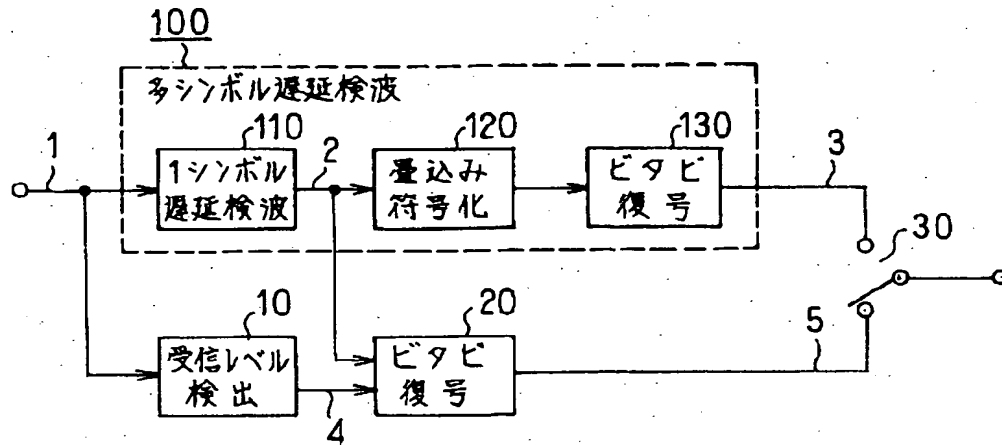 100
多シンボル遅延検波
1
110
1シンボル
遅延検波
2
120
畳込み
符号化
130
ビタビ
復号
3
30
10
受信レベル
検出
4
20
ビタビ
復号
5